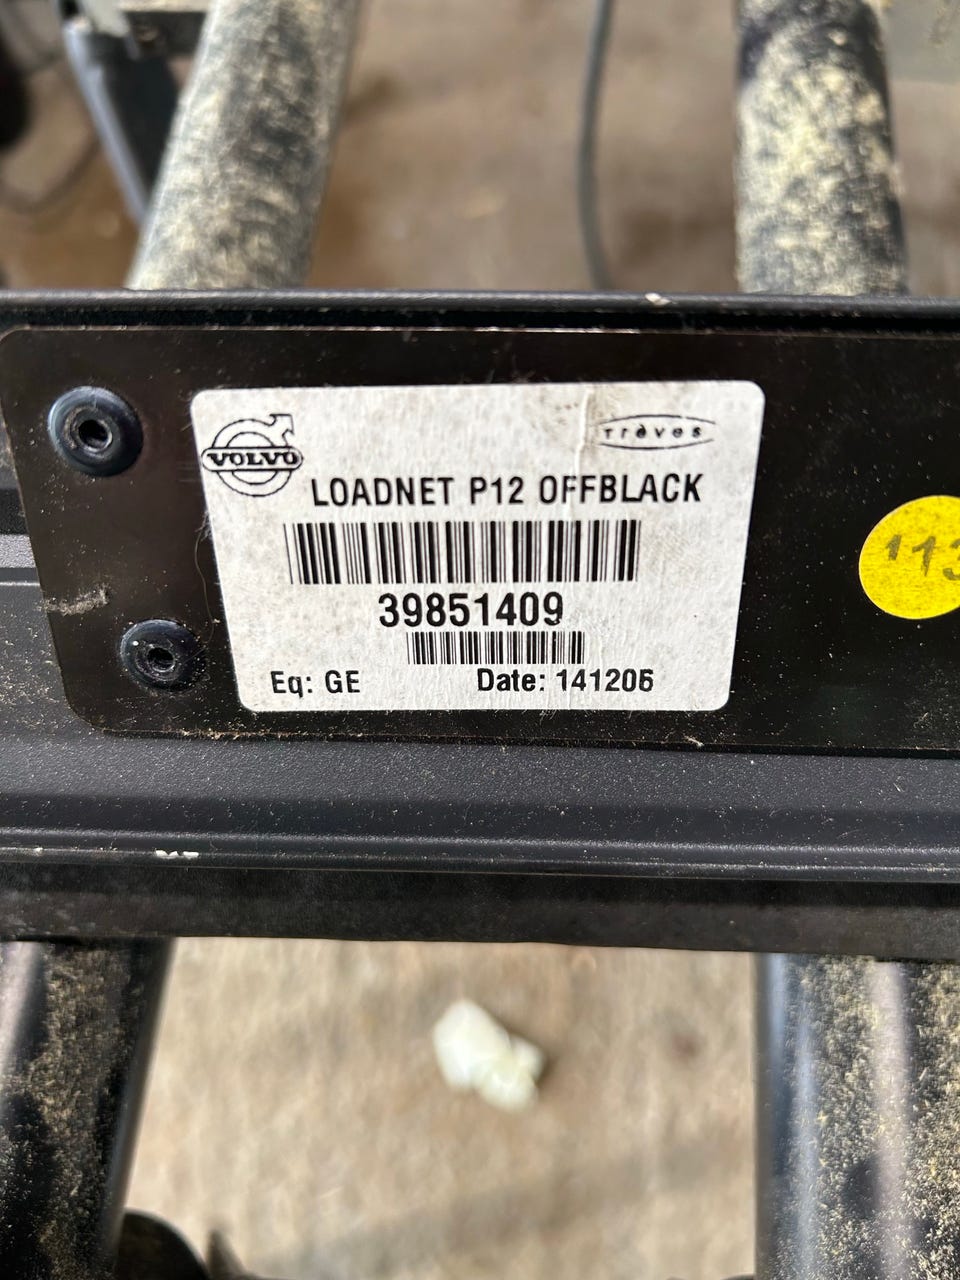 VOLVO
Trèves
LOADNET P12 OFFBLACK
39851409
Eq: GE
Date: 141206